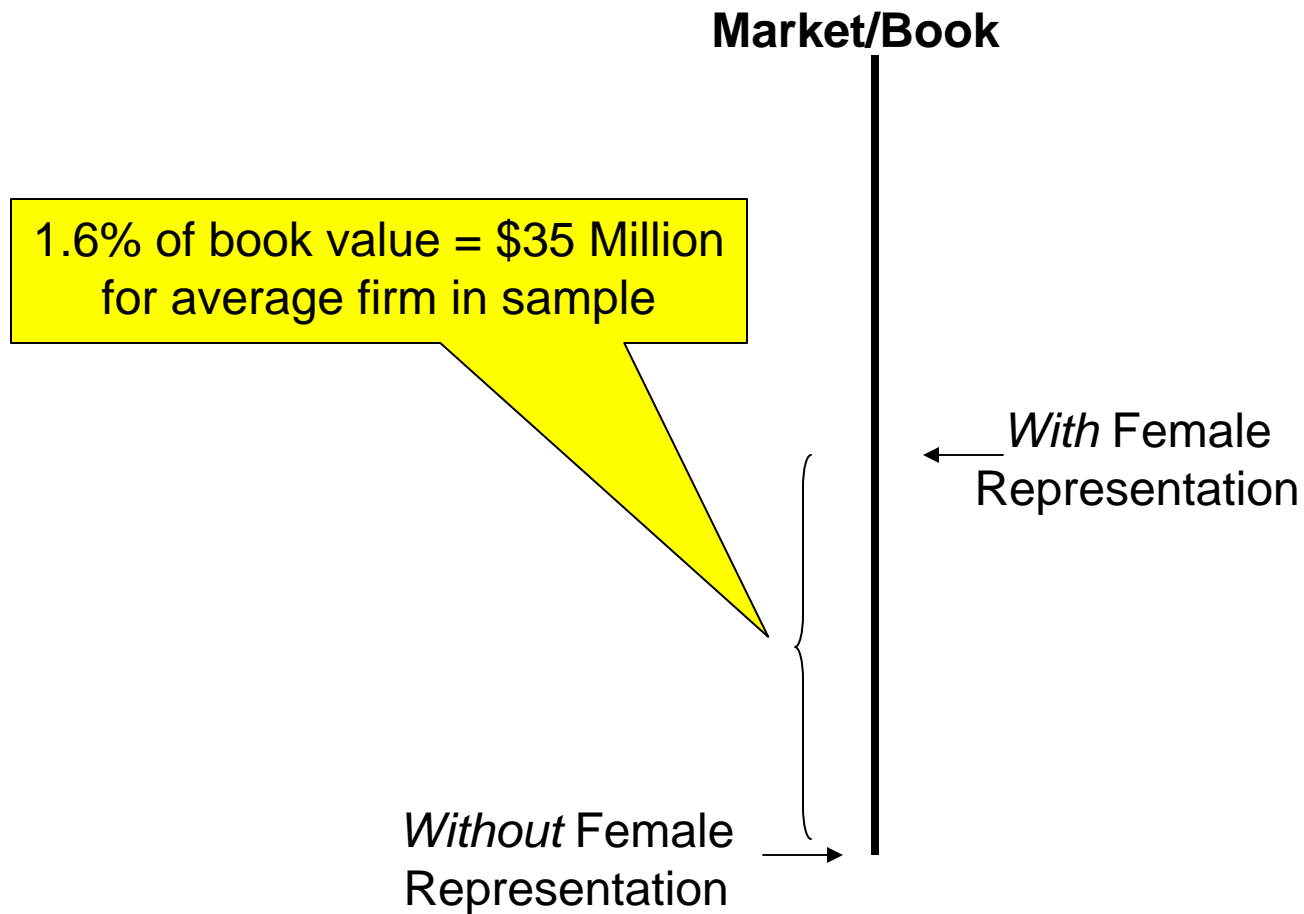 Market/Book
1.6% of book value = $35 Million
for average firm in sample
With Female
Representation
Without Female
Representation